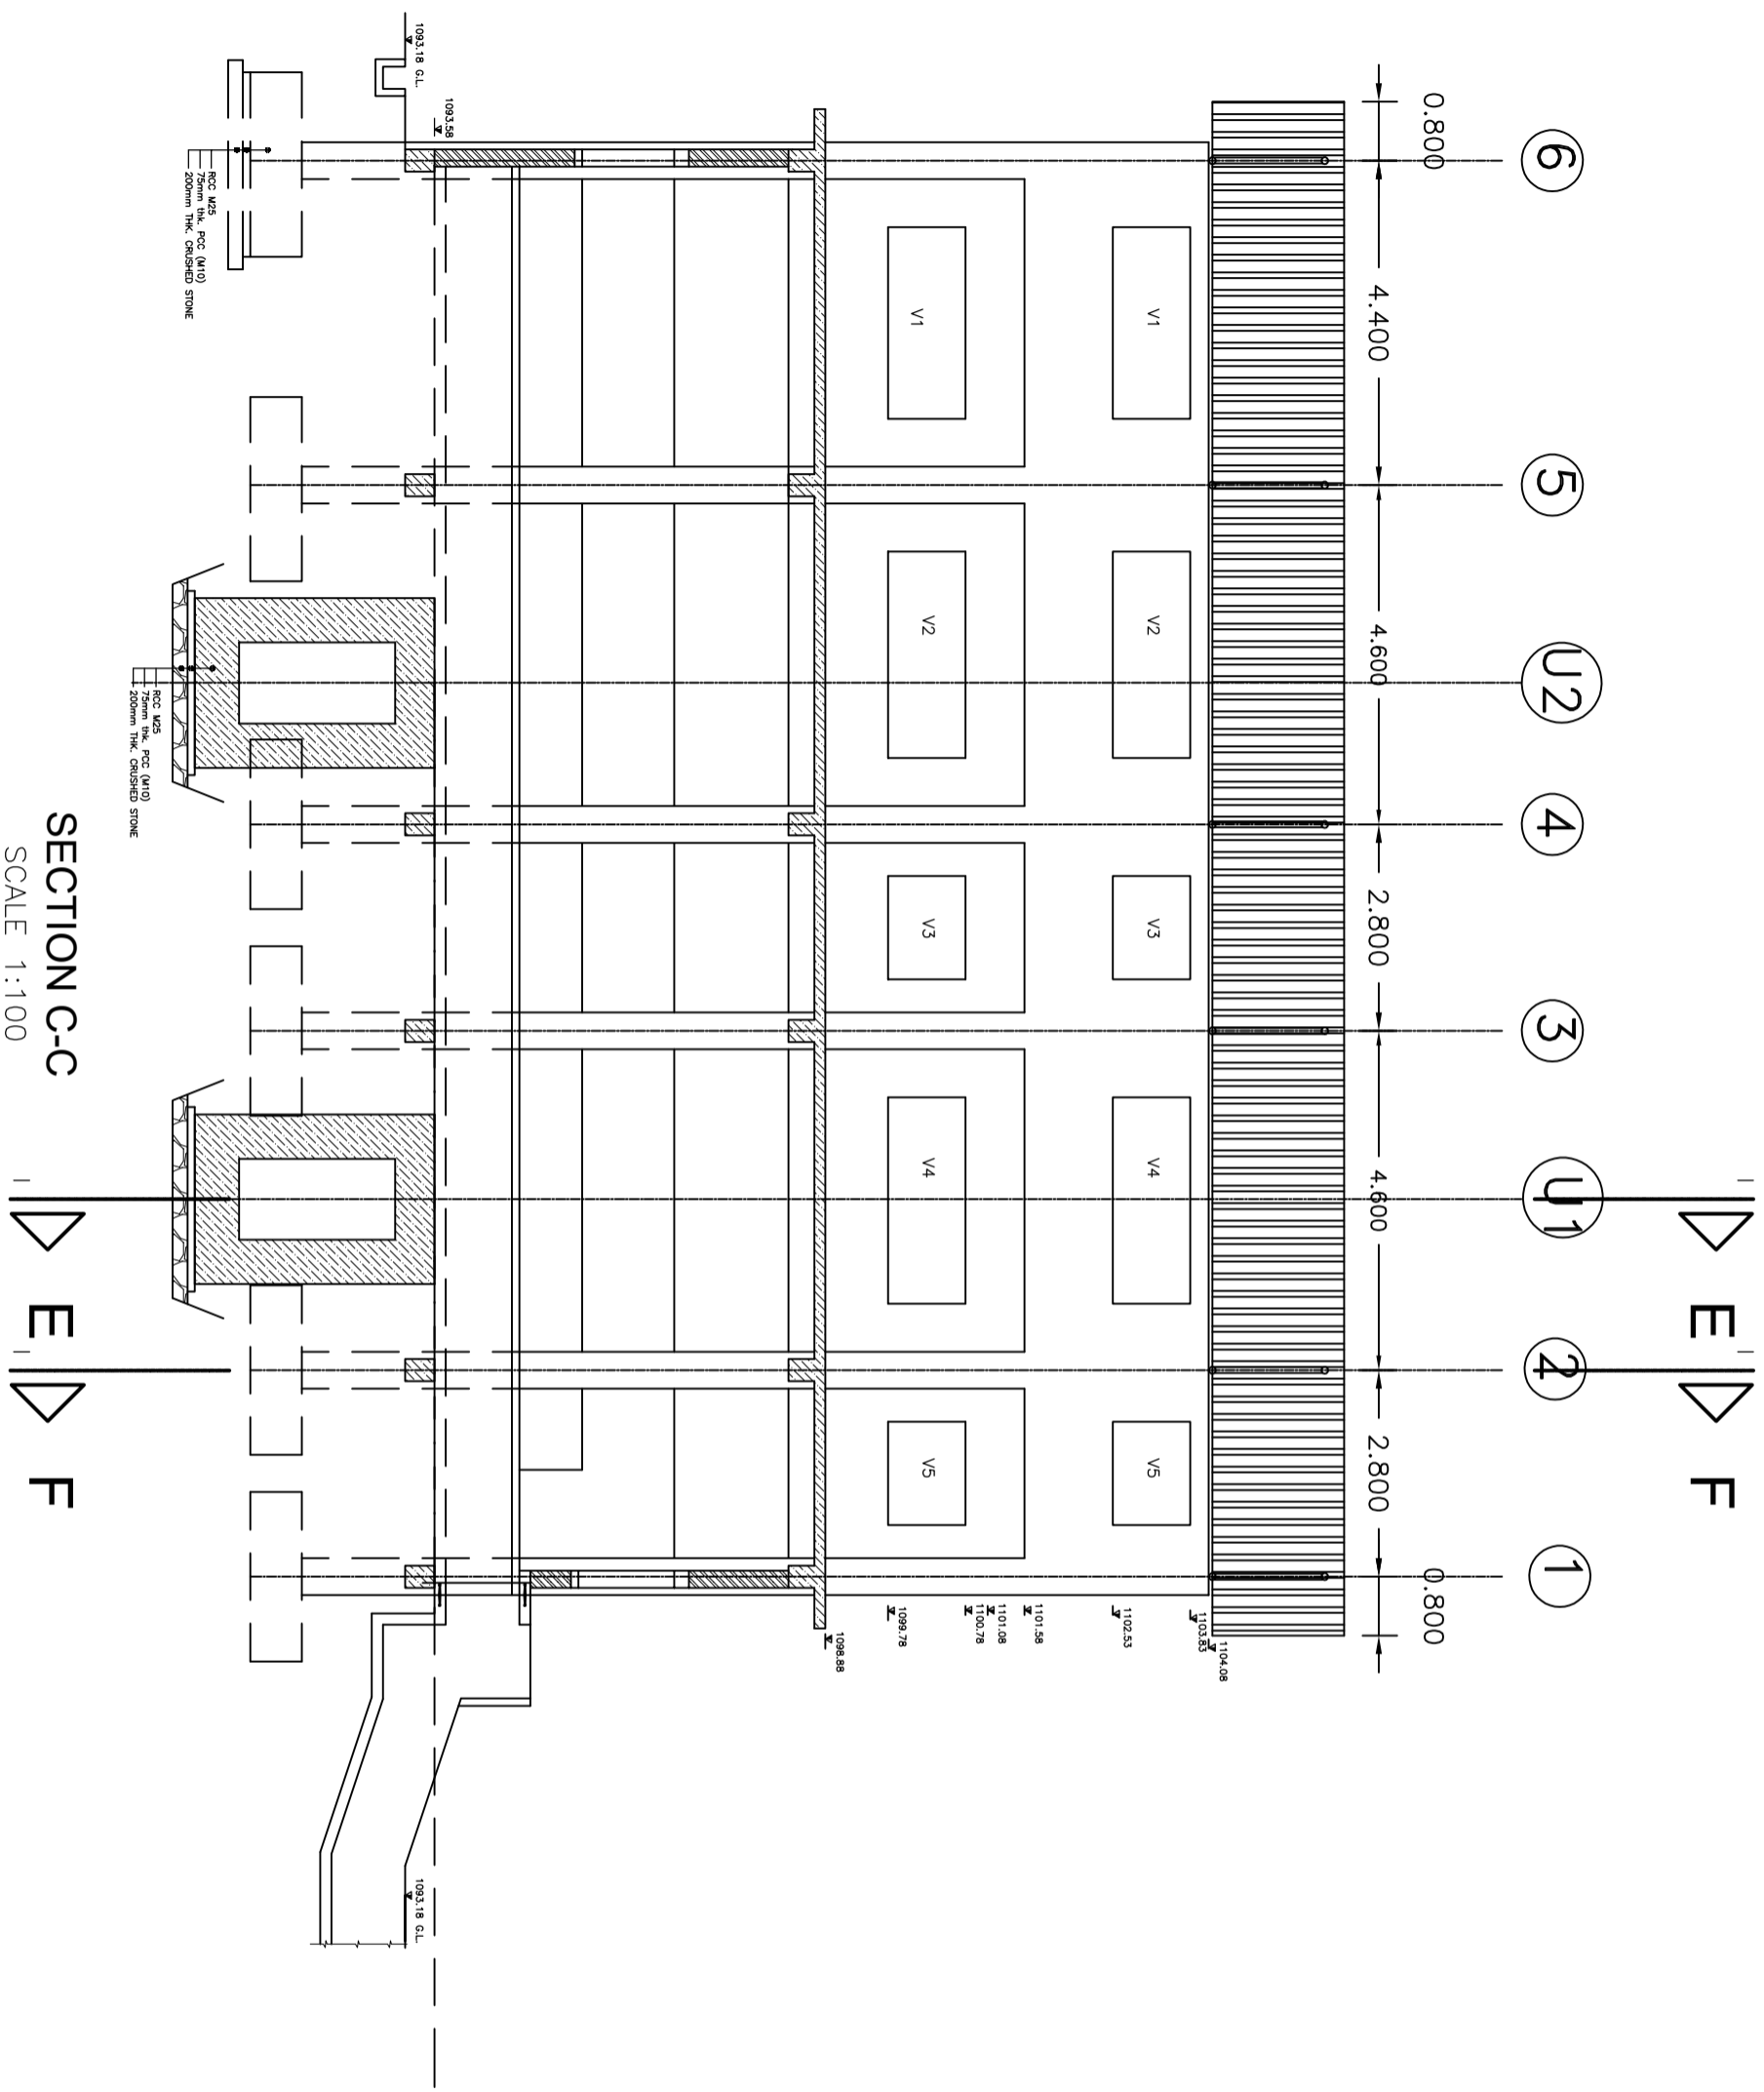 6
5
U2
4
3
U1
2
1
E
F
0.800
4.400
4.600
2.800
4.600
2.800
0.800
V1
V2
V3
V4
V5
V1
V2
V3
V4
V5
1104.08
1103.83
1102.53
1101.58
1101.08
1100.78
1099.78
1098.88
1093.58
1093.18 G.L.
1093.18 G.L.
RCC M25
75mm thk. PCC (M10)
200mm THK. CRUSHED STONE
RCC M25
75mm thk. PCC (M10)
200mm THK. CRUSHED STONE
E
F
SECTION C-C
SCALE 1:100